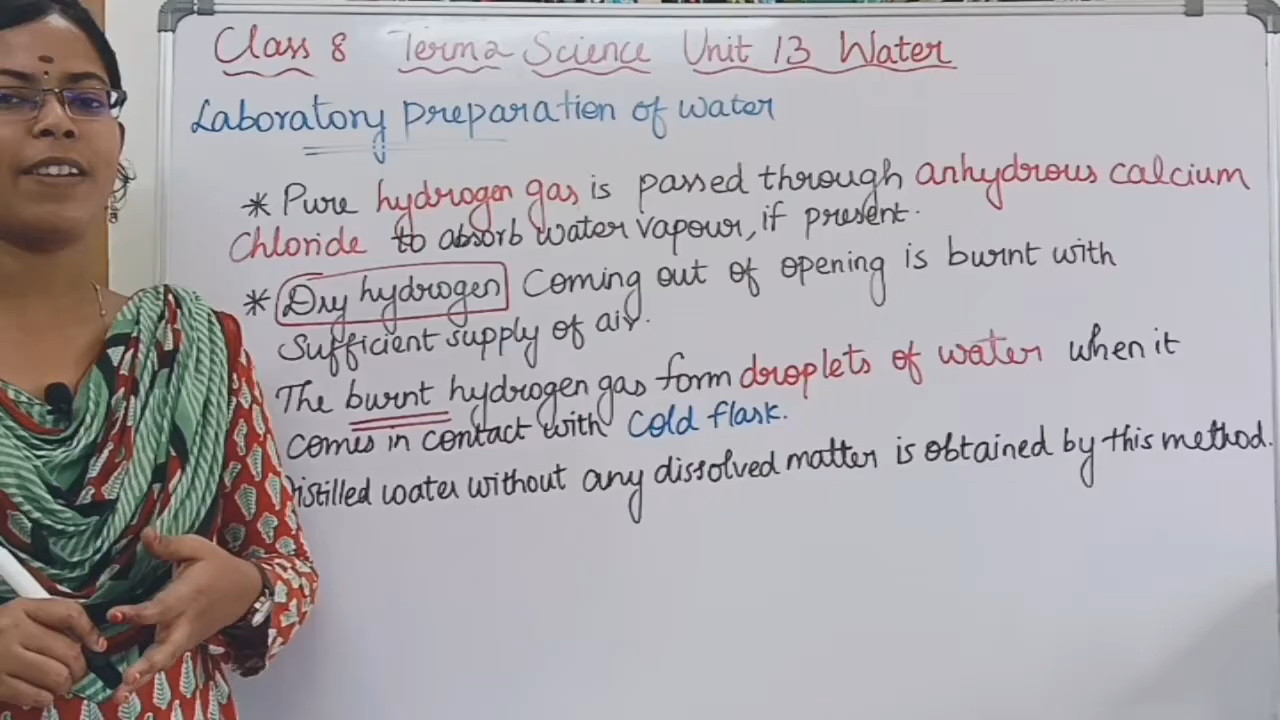 Class 8 Term 2 Science Unit 13 Water
Laboratory preparation of water
* Pure hydrogen gas is passed through anhydrous calcium
Chloride to absorb water vapour, if present.
* Dry hydrogen Coming out of opening is burnt with
Sufficient supply of air.
The burnt hydrogen gas form droplets of water when it
comes in contact with cold flask.
istilled water without any dissolved matter is obtained by this method.